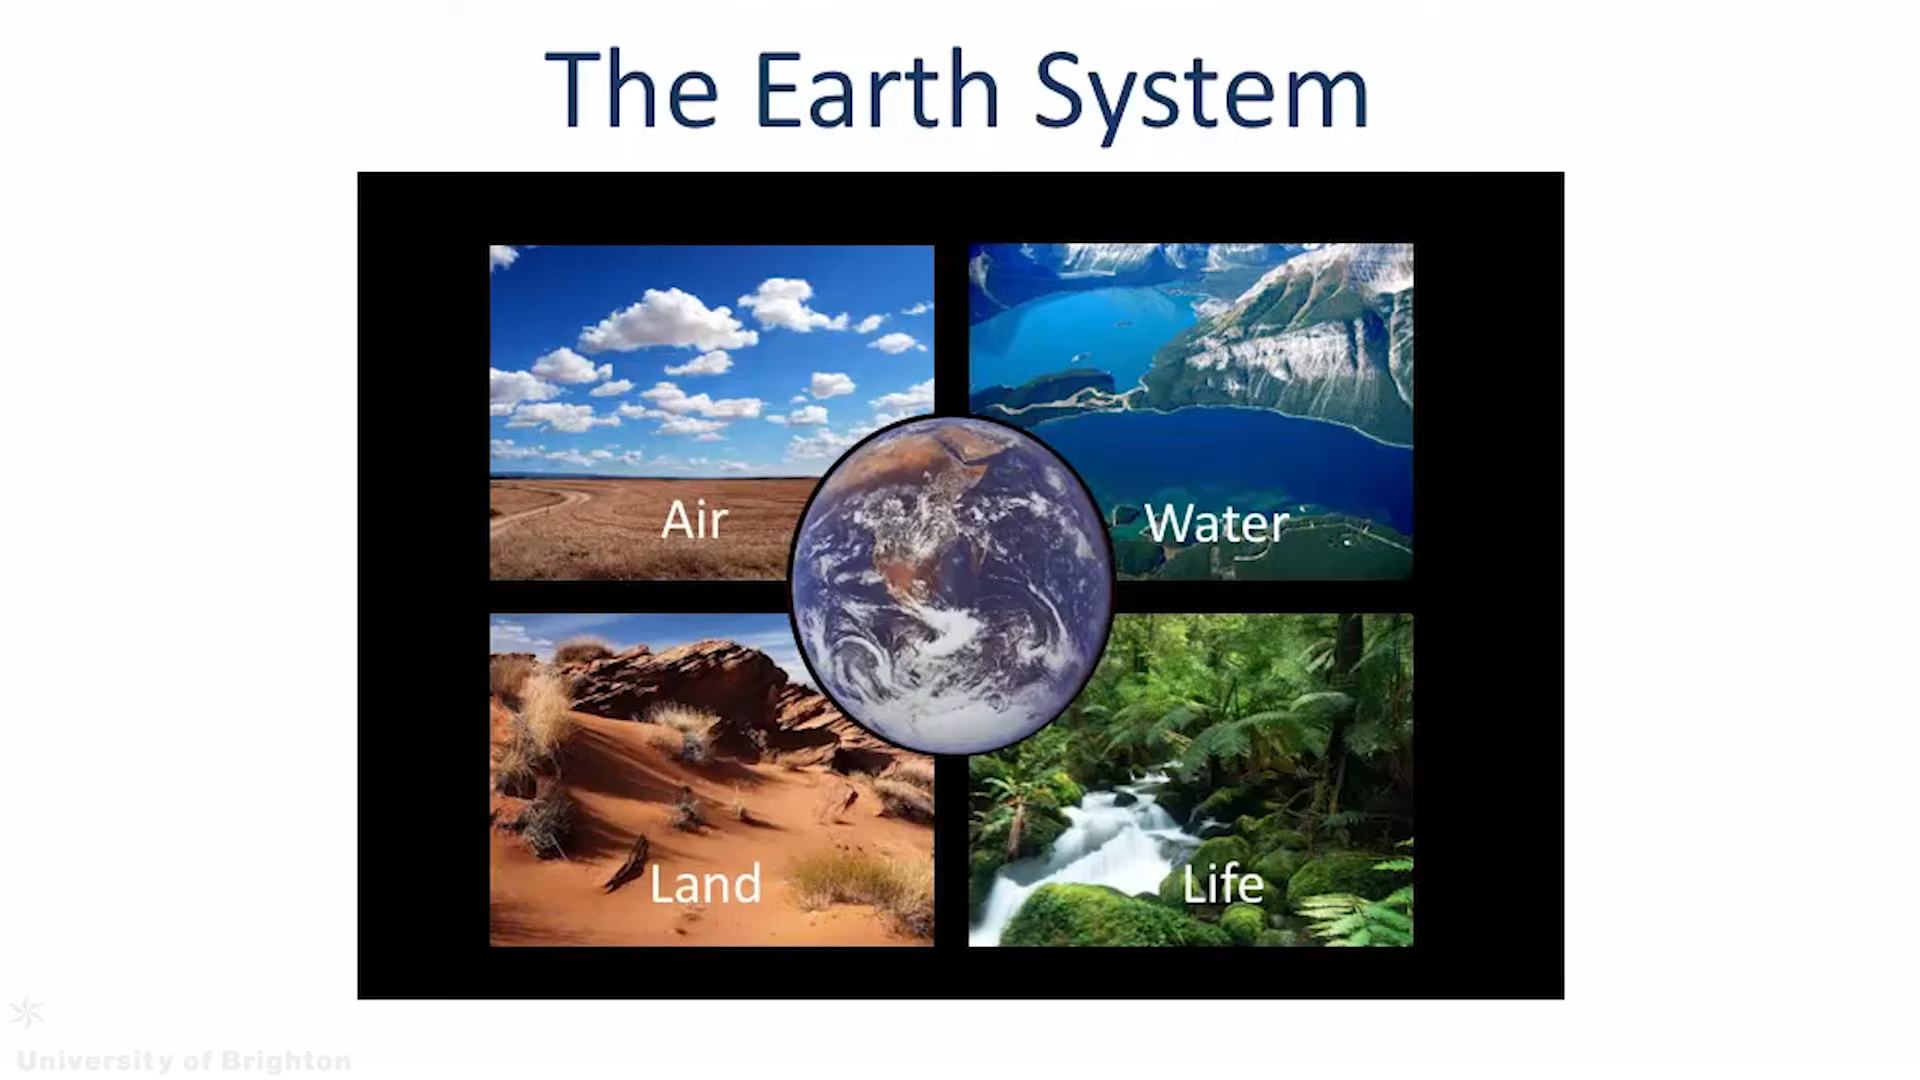 The Earth System
Air
Water
Land
Life
University of Brighton